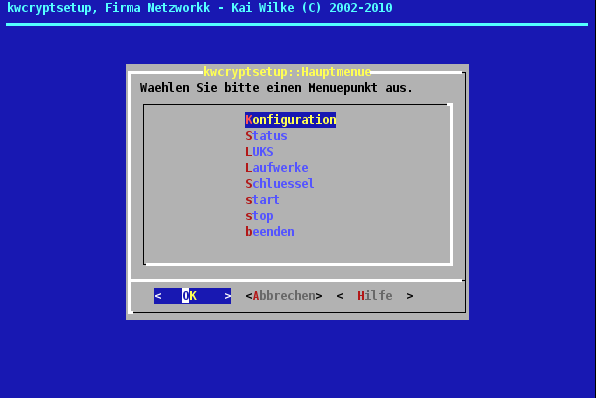 kwcryptsetup, Firma Netzworkk - Kai Wilke (C) 2002-2010
kwcryptsetup::Hauptmenue
Waehlen Sie bitte einen Menuepunkt aus.
Konfiguration
Status
LUKS
Laufwerke
Schluessel
start
stop
beenden
< OK > <Abbrechen> < Hilfe >